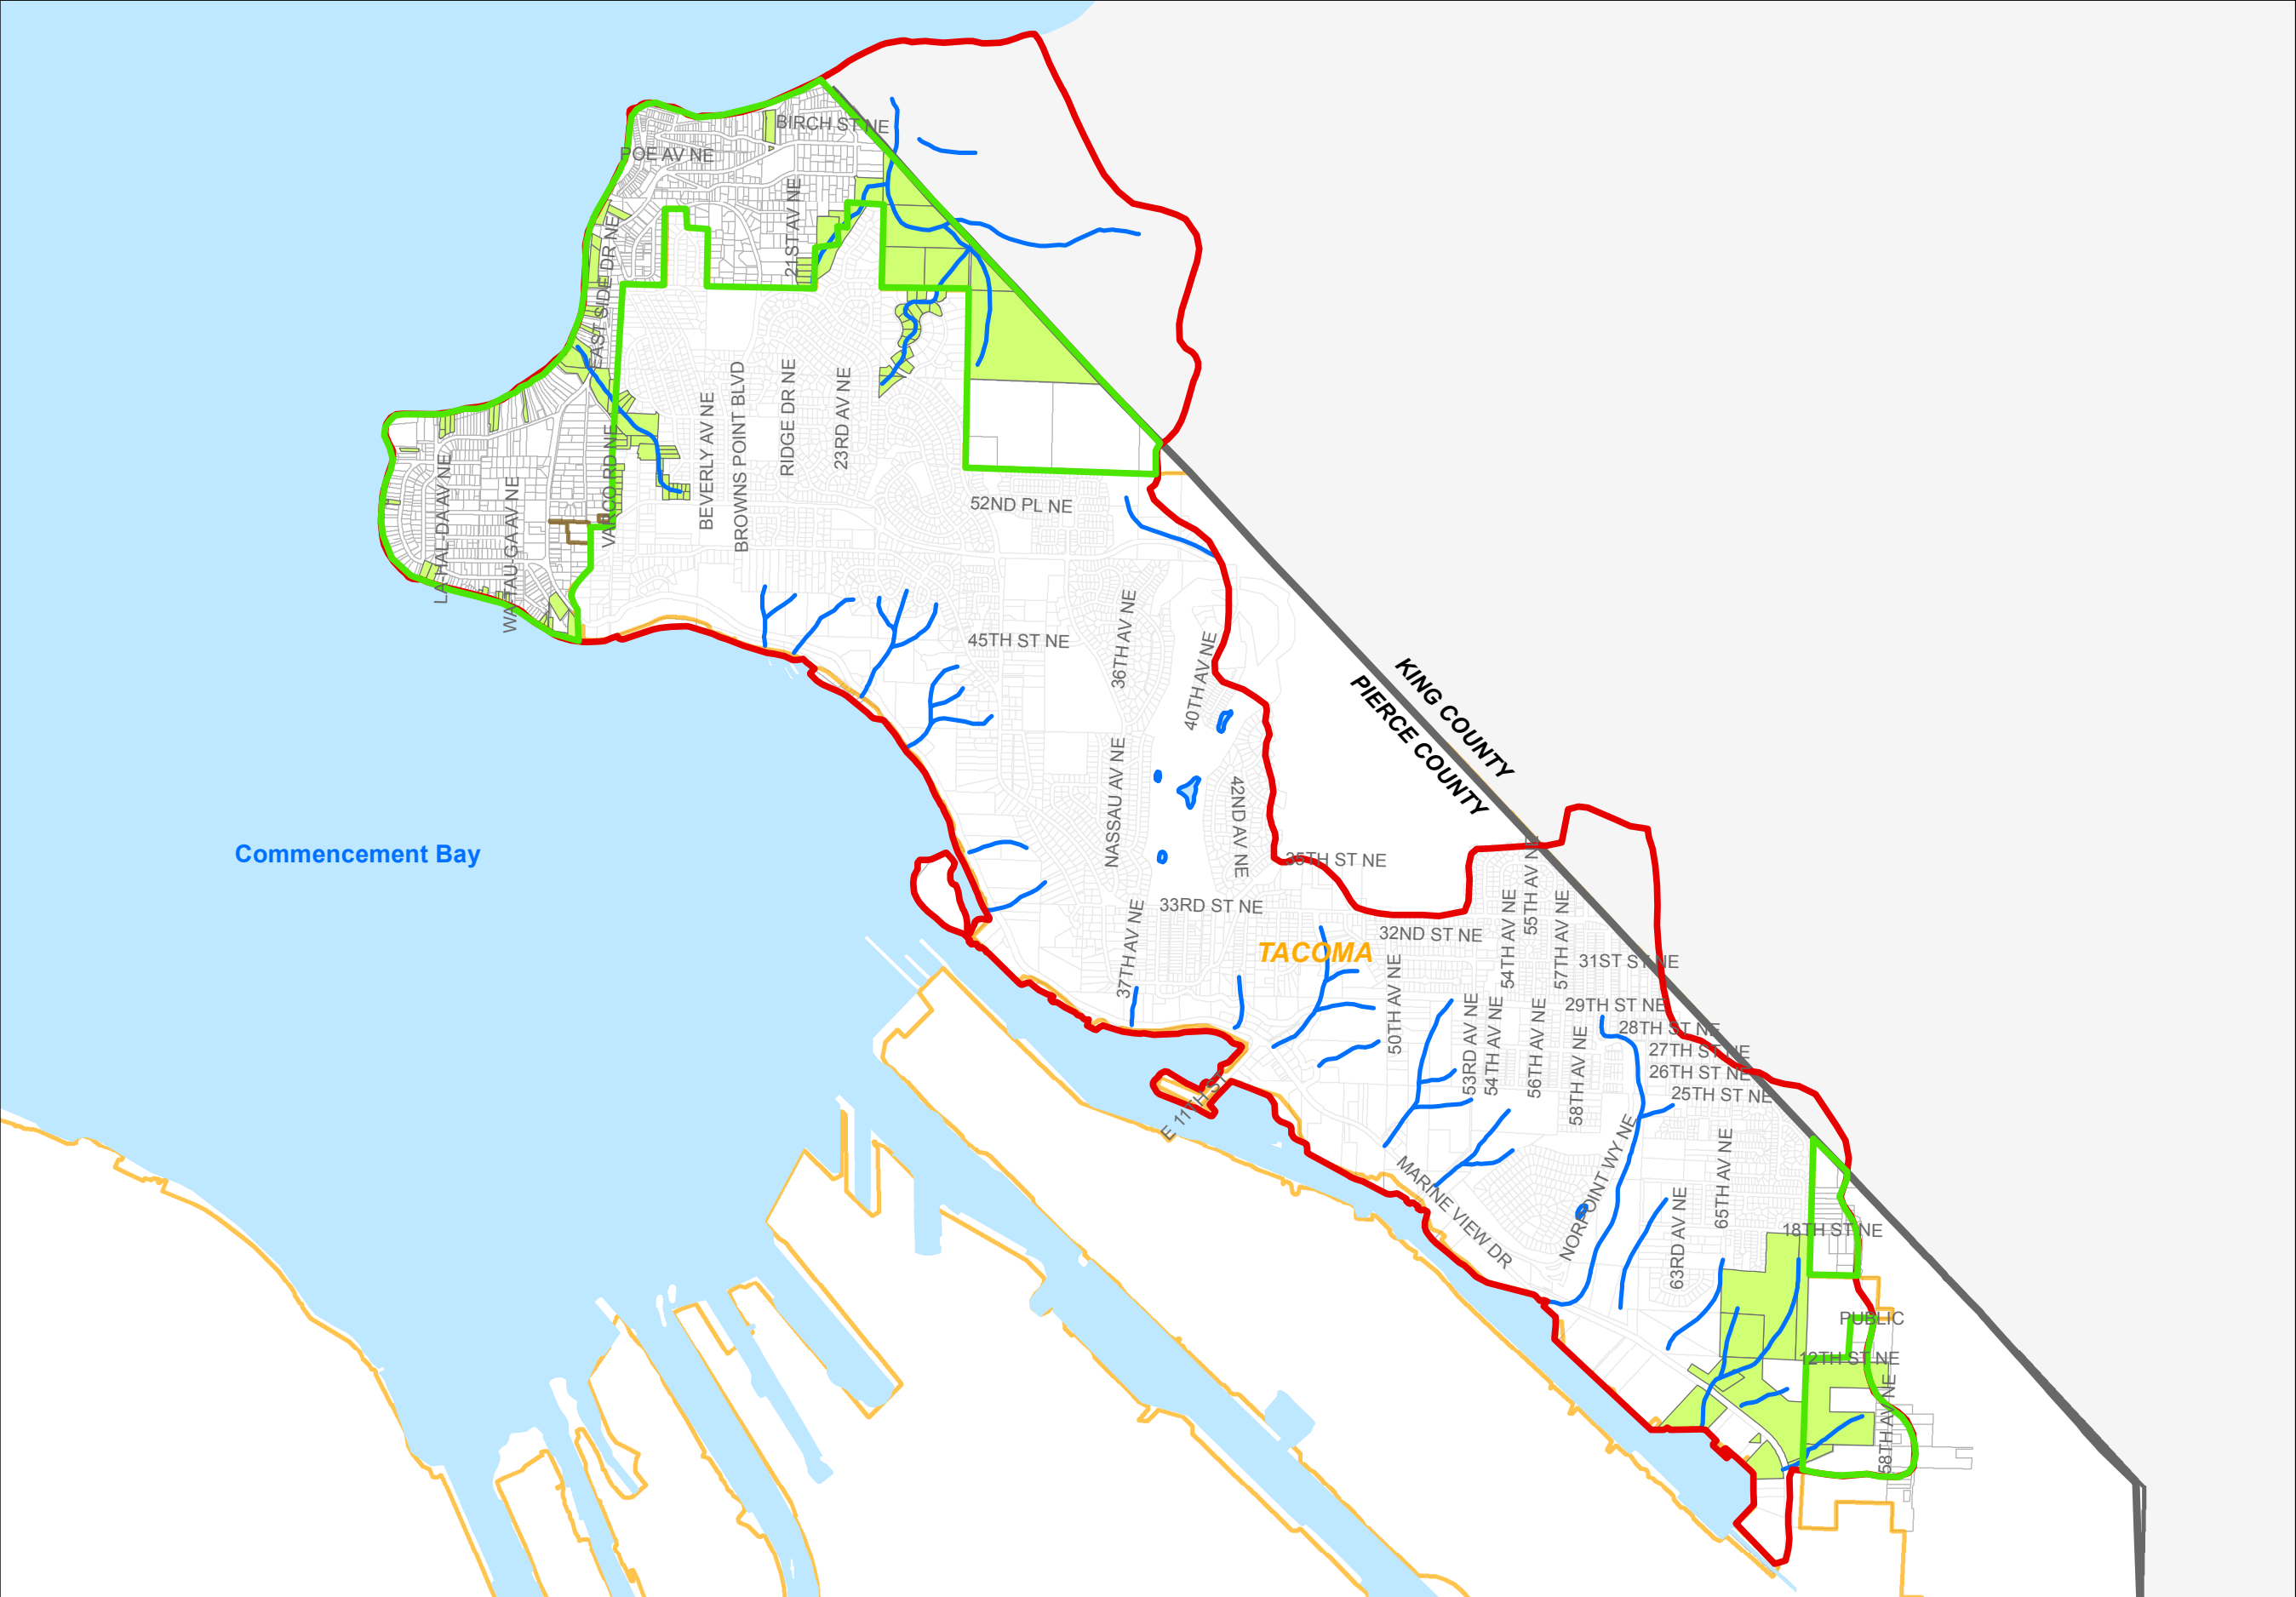 BIRCH ST NE
POE AV NE
21ST AV NE
EAST SIDE DR NE
BEVERLY AV NE
BROWNS POINT BLVD
RIDGE DR NE
23RD AV NE
VARCO RD NE
LA-HAL-DA AV NE
WA-TAU-GA AV NE
52ND PL NE
45TH ST NE
36TH AV NE
40TH AV NE
KING COUNTY
PIERCE COUNTY
NASSAU AV NE
42ND AV NE
Commencement Bay
35TH ST NE
33RD ST NE
37TH AV NE
TACOMA
32ND ST NE
54TH AV NE
55TH AV NE
57TH AV NE
31ST ST NE
50TH AV NE
53RD AV NE
54TH AV NE
56TH AV NE
58TH AV NE
29TH ST NE
28TH ST NE
27TH ST NE
26TH ST NE
25TH ST NE
E 11TH ST
MARINE VIEW DR
NORPOINT WY NE
63RD AV NE
65TH AV NE
18TH ST NE
PUBLIC
12TH ST NE
58TH AV NE